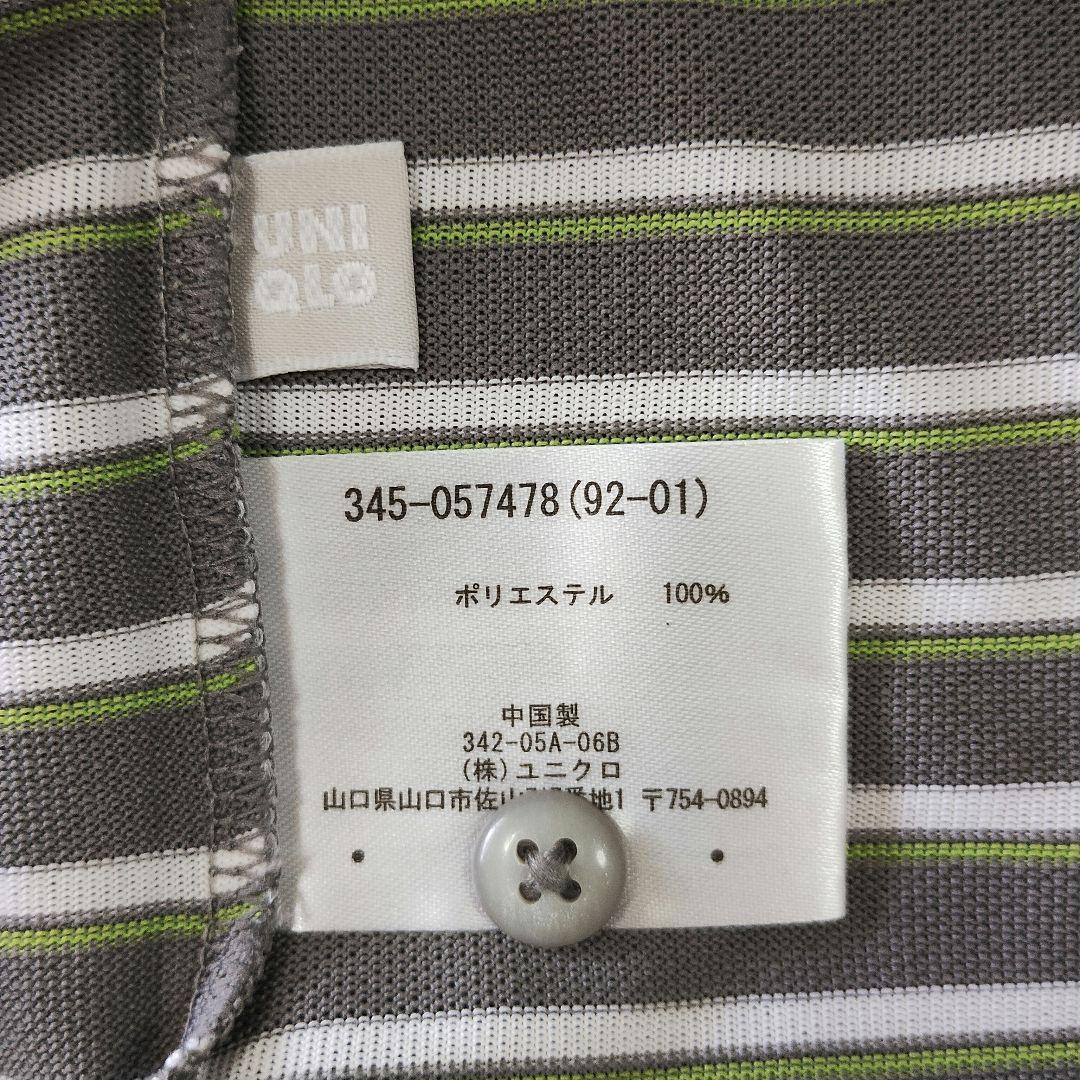 UNI
QLO
345-057478(92-01)
ポリエステル 100%
中国製
342-05A-06B
(株)ユニクロ
山口県山口市佐山 番地1 〒754-0894